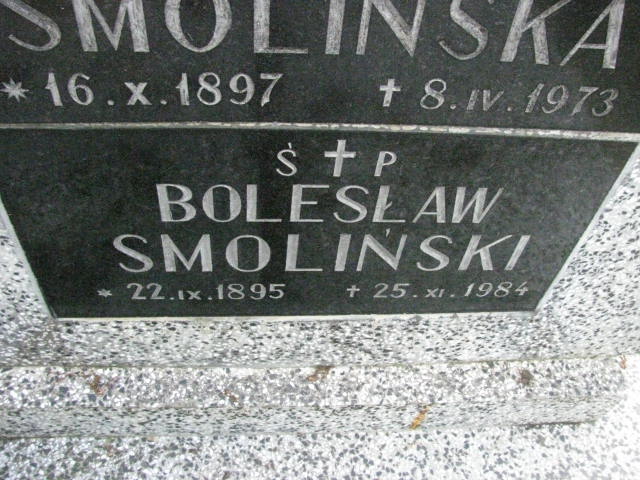 SMOLIŃSKA
* 16.X.1897 † 8.IV.1973
Ś † P
BOLESŁAW
SMOLIŃSKI
* 22.IX.1895 † 25.XI.1984